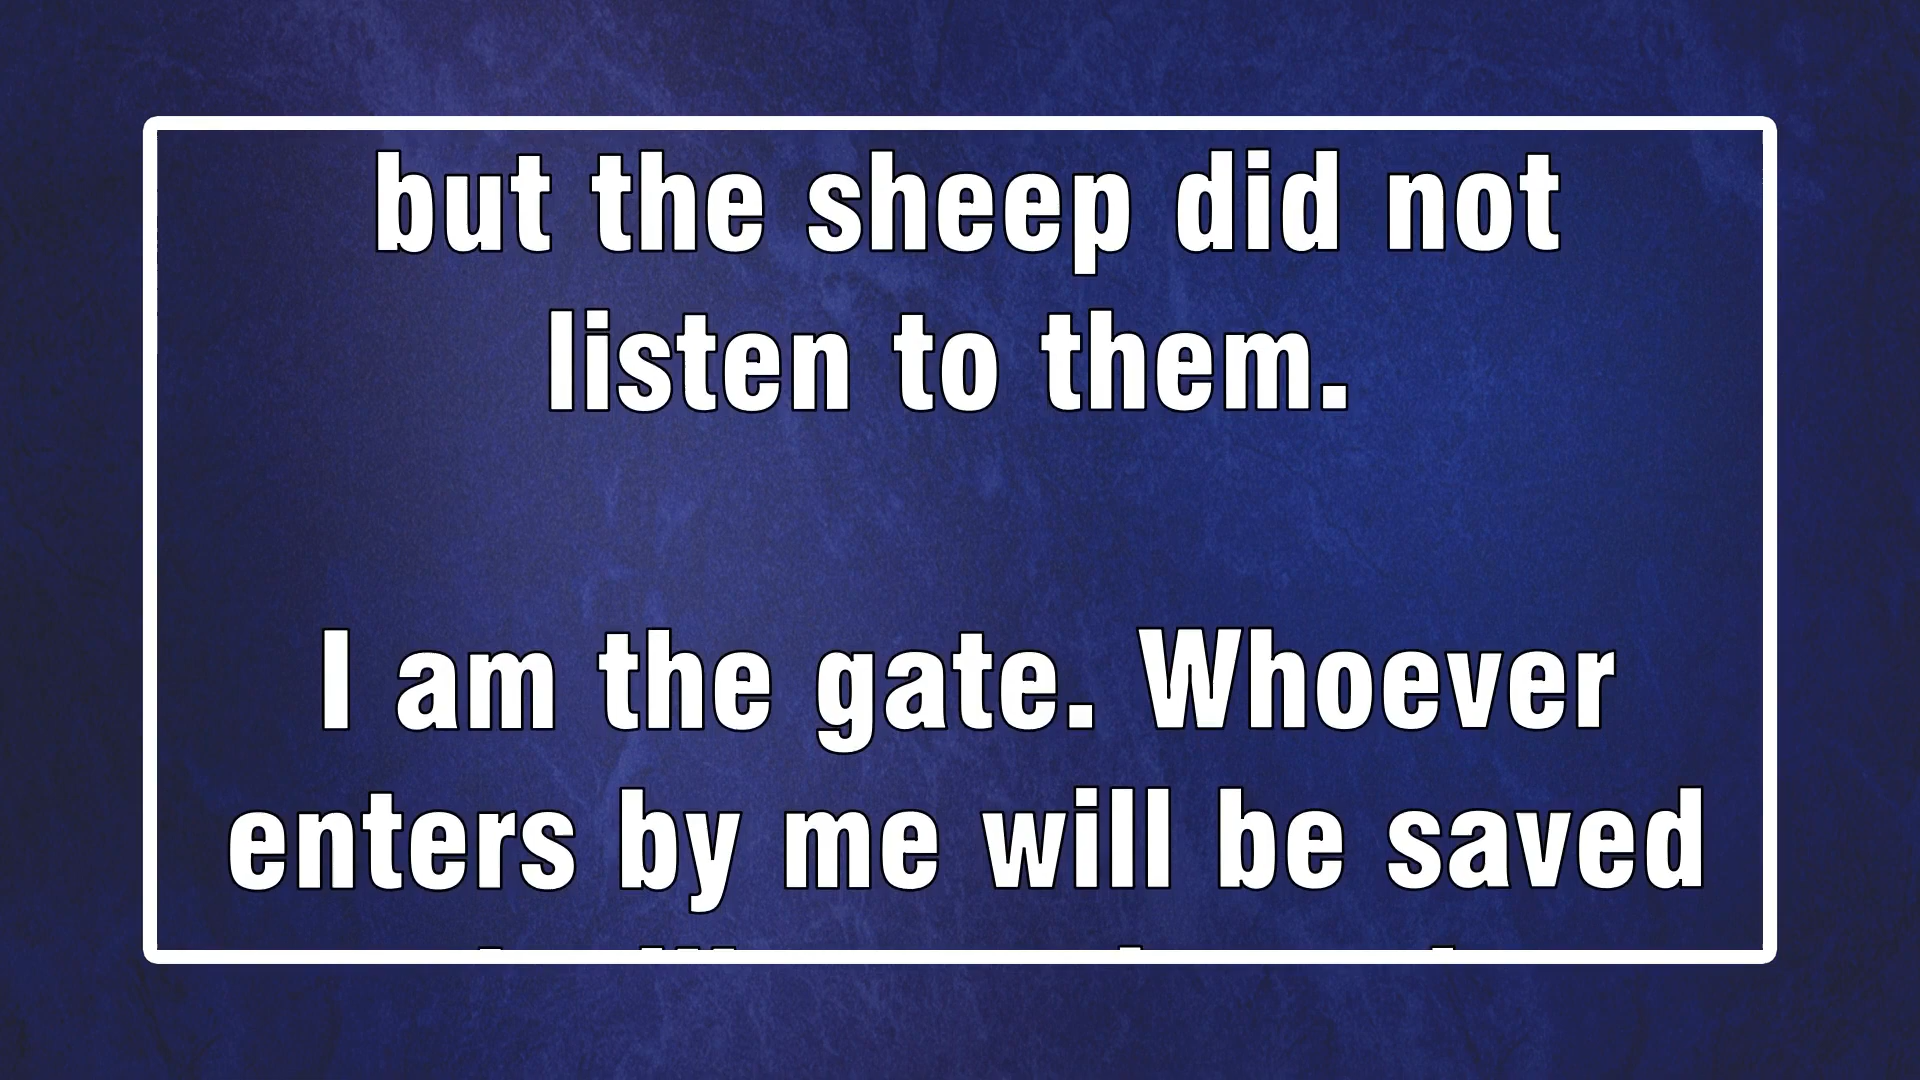 but the sheep did not
listen to them.
I am the gate. Whoever
enters by me will be saved